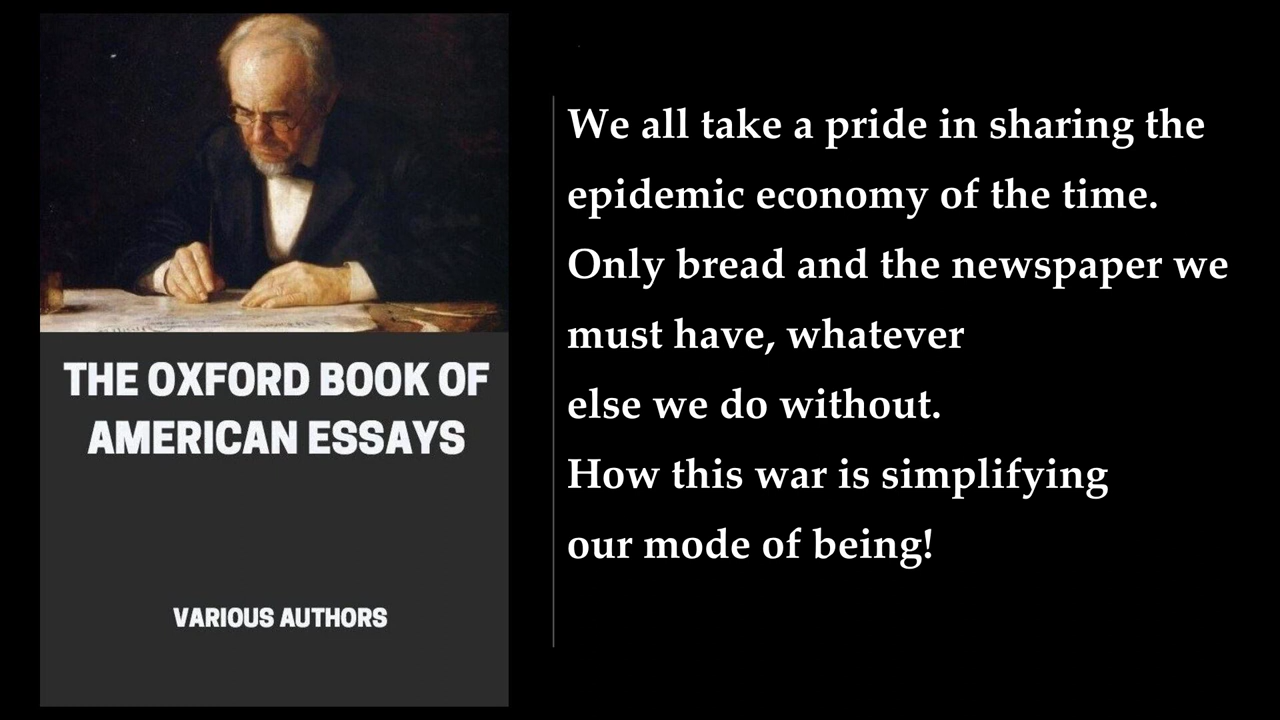 THE OXFORD BOOK OF
AMERICAN ESSAYS
VARIOUS AUTHORS
We all take a pride in sharing the
epidemic economy of the time.
Only bread and the newspaper we
must have, whatever
else we do without.
How this war is simplifying
our mode of being!